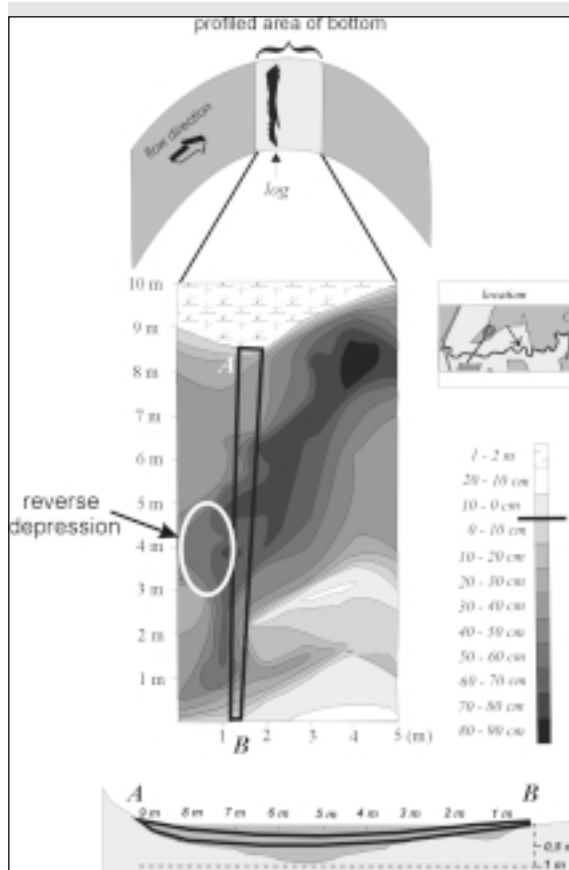 profiled area of bottom
flow direction
log
10 m
9 m
8 m
7 m
6 m
5 m
4 m
3 m
2 m
1 m
A
reverse
depression
1 2 3 4 5 (m)
B
location
1 - 2 m
20 - 10 cm
10 - 0 cm
0 - 10 cm
10 - 20 cm
20 - 30 cm
30 - 40 cm
40 - 50 cm
50 - 60 cm
60 - 70 cm
70 - 80 cm
80 - 90 cm
A B
9 m 8 m 7 m 6 m 5 m 4 m 3 m 2 m 1 m
1 m